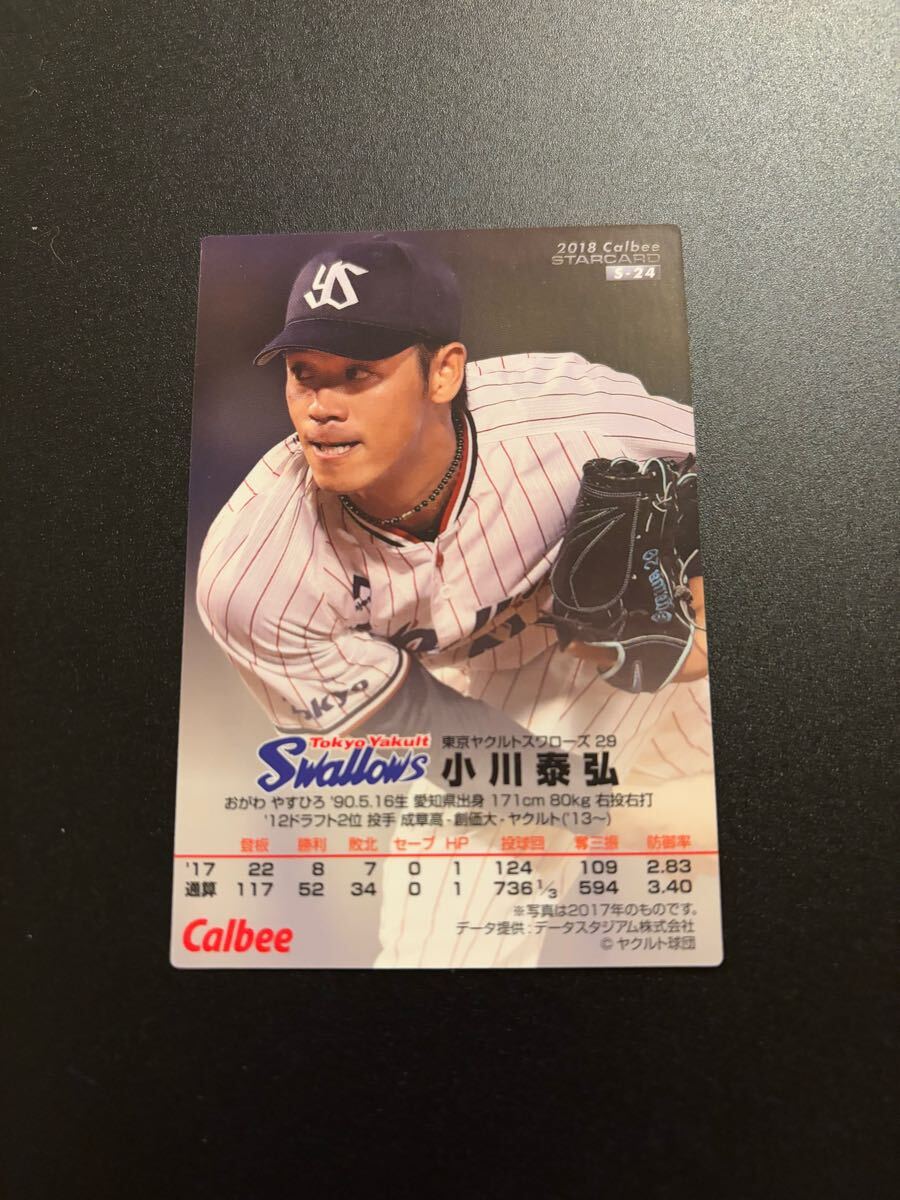 2018 Calbee
STARCARD
S-24
YS
Tokyo
Tokyo Yakult
Swallows
東京ヤクルトスワローズ 29
小川泰弘
おがわ やすひろ '90.5.16生 愛知県出身 171cm 80kg 右投右打
'12ドラフト2位 投手 成章高-創価大-ヤクルト('13〜)
登板 勝利 敗北 セーブ HP 投球回 奪三振 防御率
'17 22 8 7 0 1 124 109 2.83
通算 117 52 34 0 1 736 1/3 594 3.40
※写真は2017年のものです。
データ提供:データスタジアム株式会社
© ヤクルト球団
Calbee